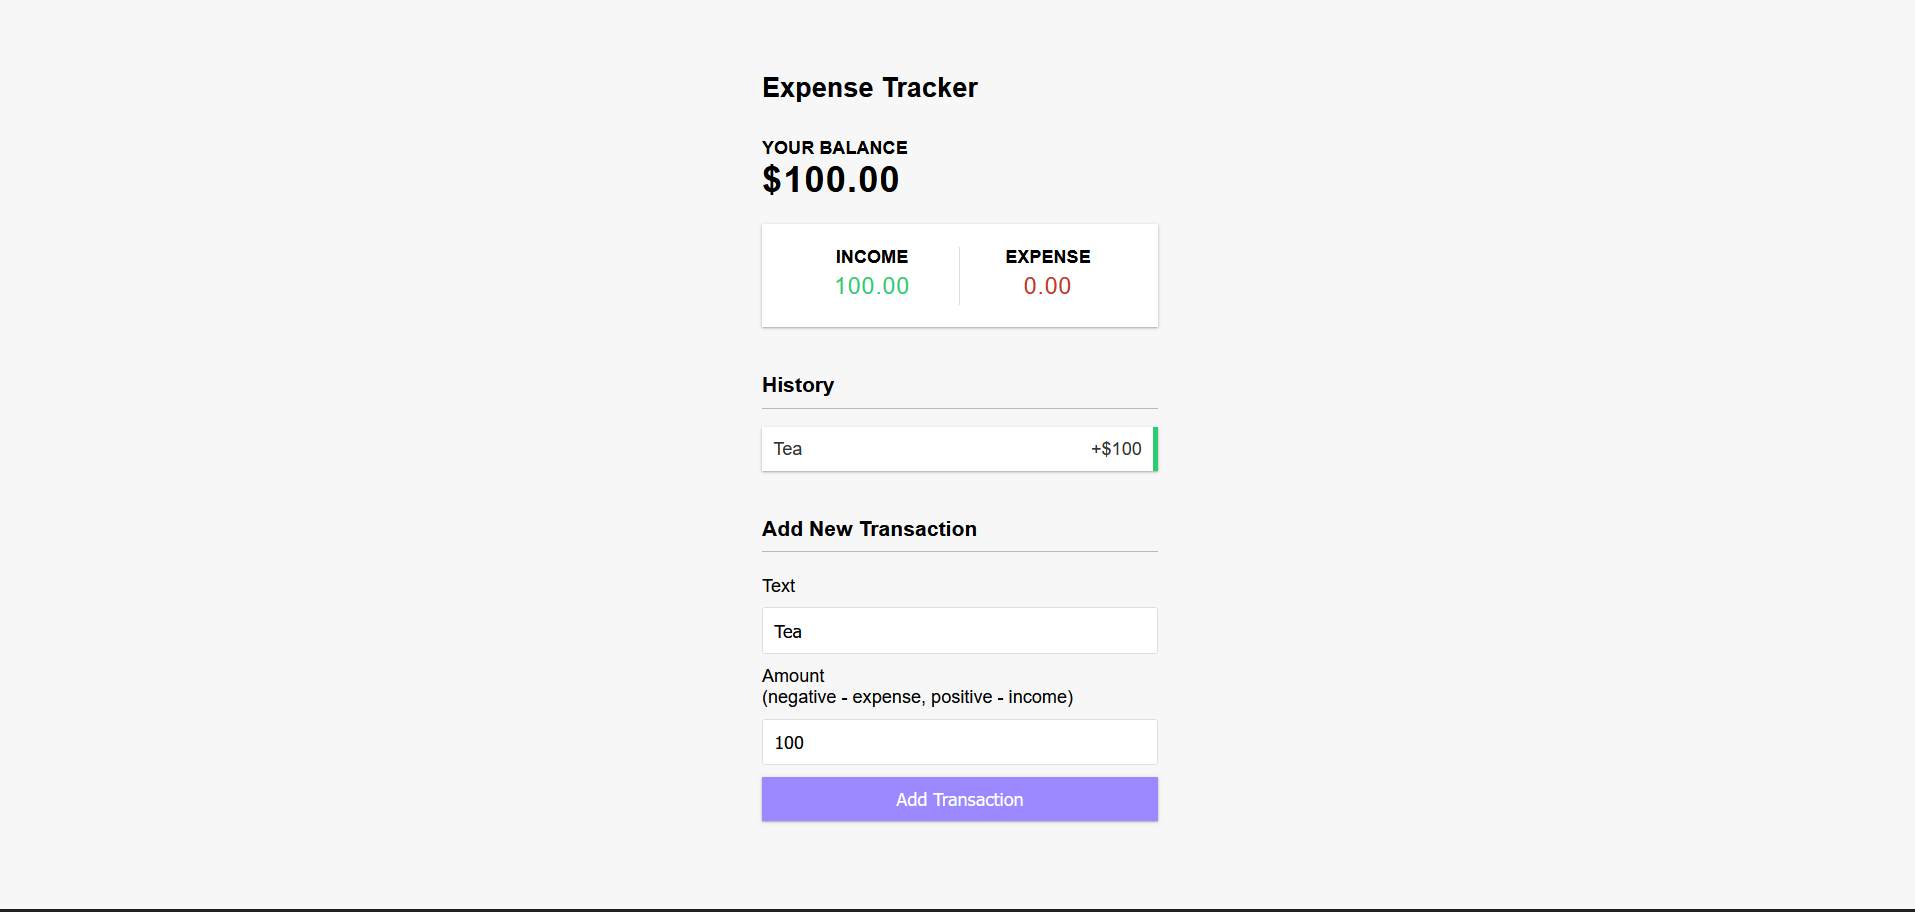 Expense Tracker
YOUR BALANCE
$100.00
INCOME
100.00
EXPENSE
0.00
History
Tea +$100
Add New Transaction
Text
Tea
Amount
(negative - expense, positive - income)
100
Add Transaction